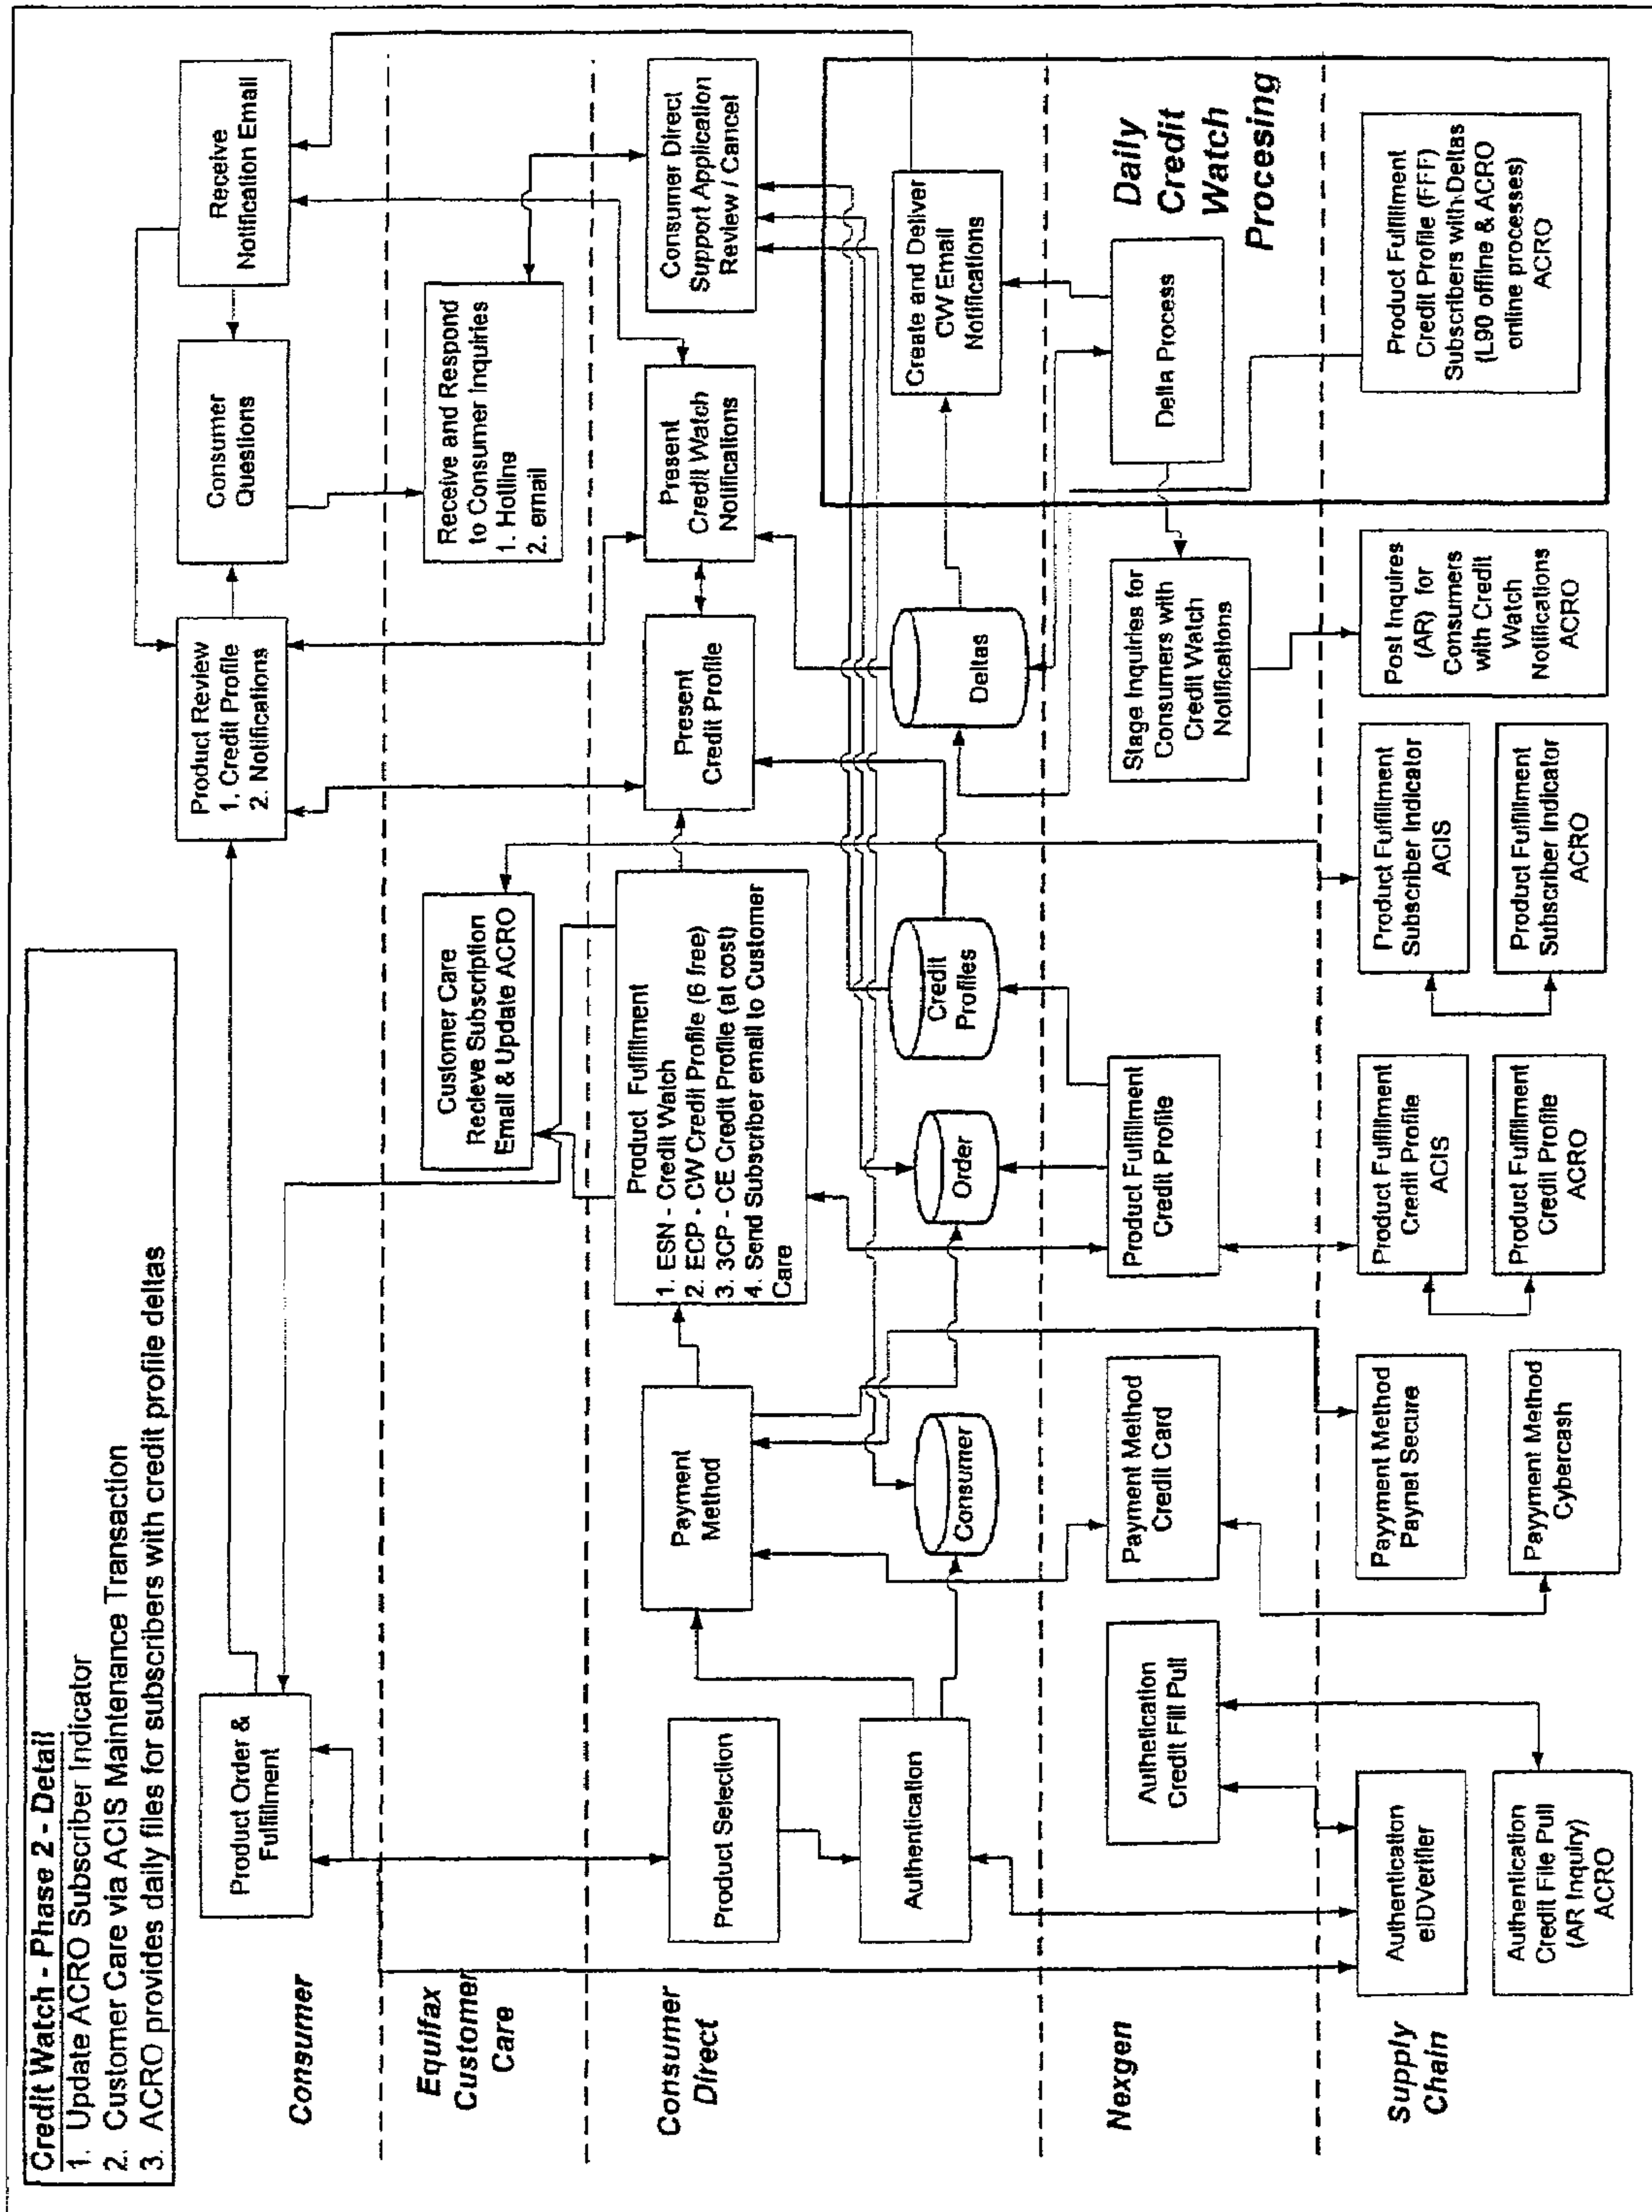 Credit Watch - Phase 2 - Detail
1. Update ACRO Subscriber Indicator
2. Customer Care via ACIS Maintenance Transaction
3. ACRO provides daily files for subscribers with credit profile deltas
Consumer
Product Order &
Fulfillment
Product Review
1. Credit Profile
2. Notifications
Consumer
Questions
Receive
Notification Email
Equifax
Customer
Care
Customer Care
Recieve Subscription
Email & Update ACRO
Receive and Respond
to Consumer Inquiries
1. Hotline
2. email
Consumer
Direct
Product Selection
Authentication
Payment
Method
Product Fulfillment
1. ESN - Credit Watch
2. ECP - CW Credit Profile (6 free)
3. 3CP - CE Credit Profile (at cost)
4. Send Subscriber email to Customer
Care
Present
Credit Profile
Present
Credit Watch
Notifications
Consumer Direct
Support Application
Review / Cancel
Consumer
Order
Credit
Profiles
Deltas
Create and Deliver
CW Email
Notifications
Nexgen
Authetication
Credit Fill Pull
Payment Method
Credit Card
Product Fulfillment
Credit Profile
Stage Inquiries for
Consumers with
Credit Watch
Notifications
Delta Process
Daily
Credit
Watch
Procesing
Supply
Chain
Authentication
eIDVerifier
Authentication
Credit File Pull
(AR Inquiry)
ACRO
Payyment Method
Paynet Secure
Payyment Method
Cybercash
Product Fulfillment
Credit Profile
ACIS
Product Fulfillment
Credit Profile
ACRO
Product Fulfillment
Subscriber Indicator
ACIS
Product Fulfillment
Subscriber Indicator
ACRO
Post Inquires
(AR) for
Consumers
with Credit
Watch
Notifications
ACRO
Product Fulfillment
Credit Profile (FFF)
Subscribers with Deltas
(L90 offline & ACRO
online processes)
ACRO